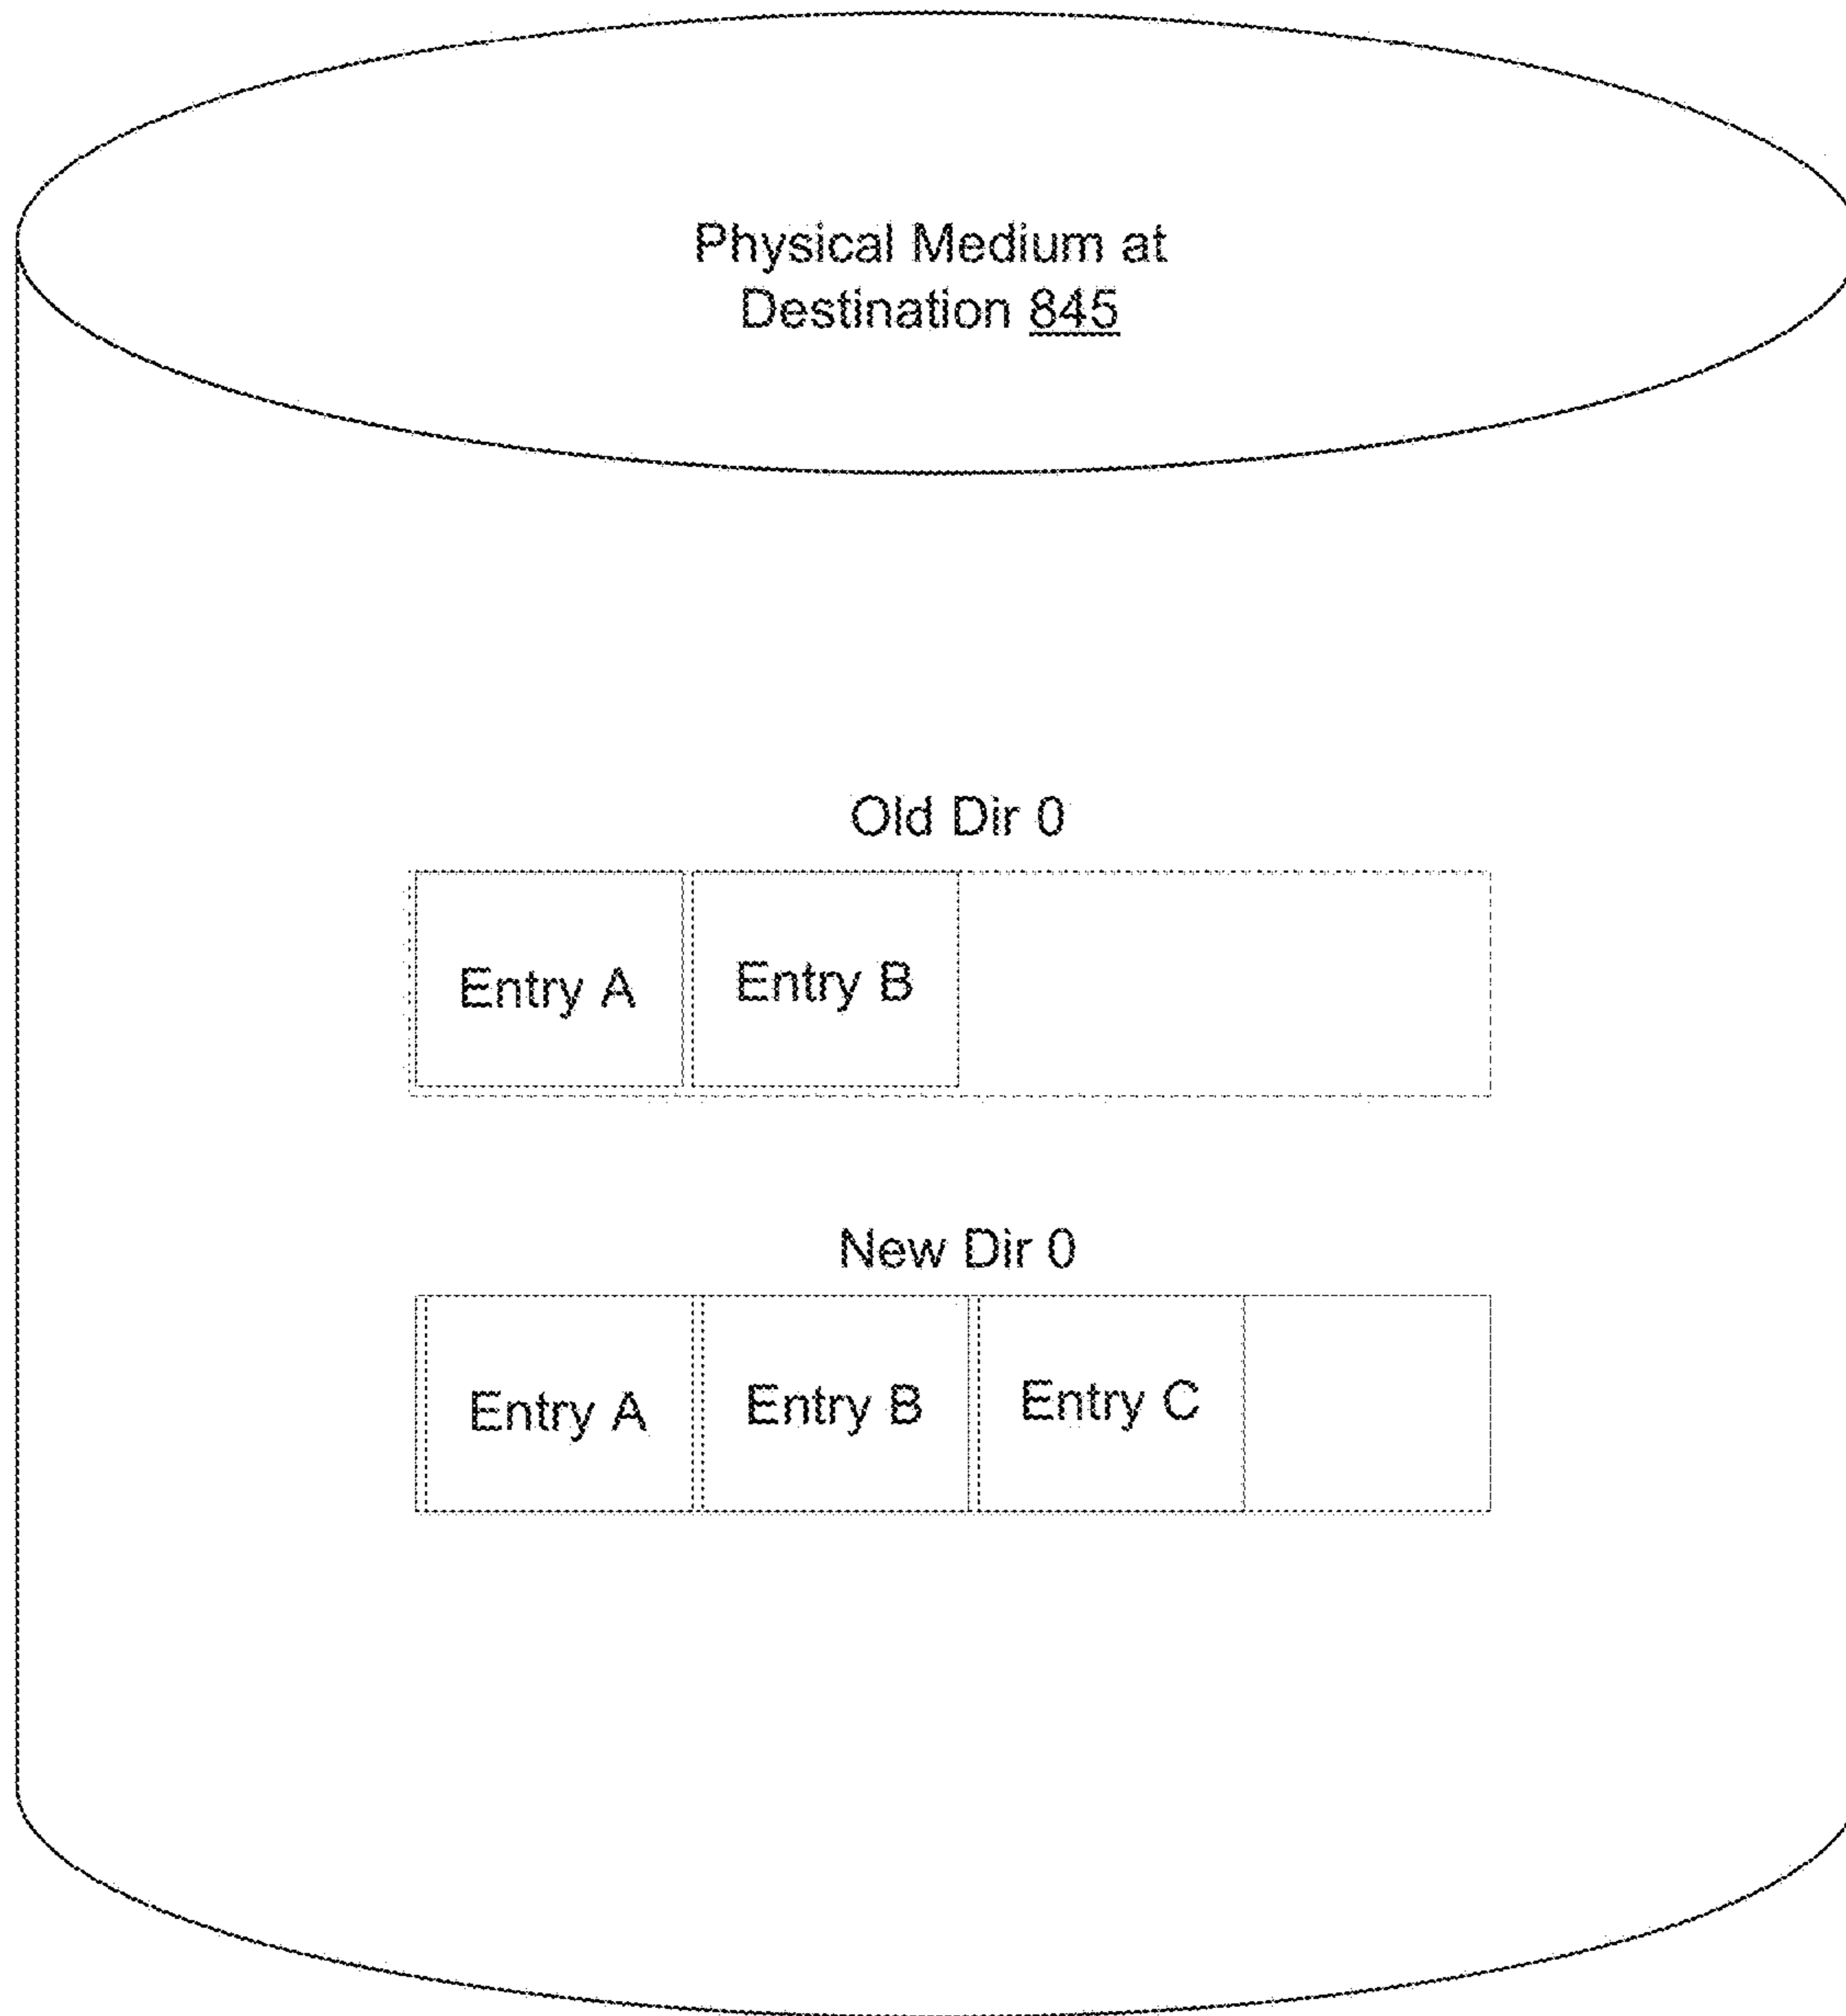 Physical Medium at
Destination 845
Old Dir 0
Entry A Entry B
New Dir 0
Entry A Entry B Entry C